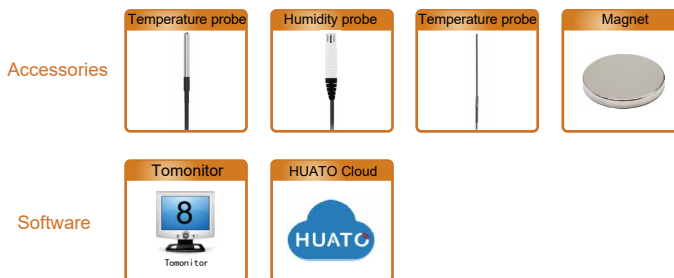 Temperature probe
Humidity probe
Temperature probe
Magnet
Accessories
Tomonitor
HUATO Cloud
8
Tomonitor
HUATO
Software